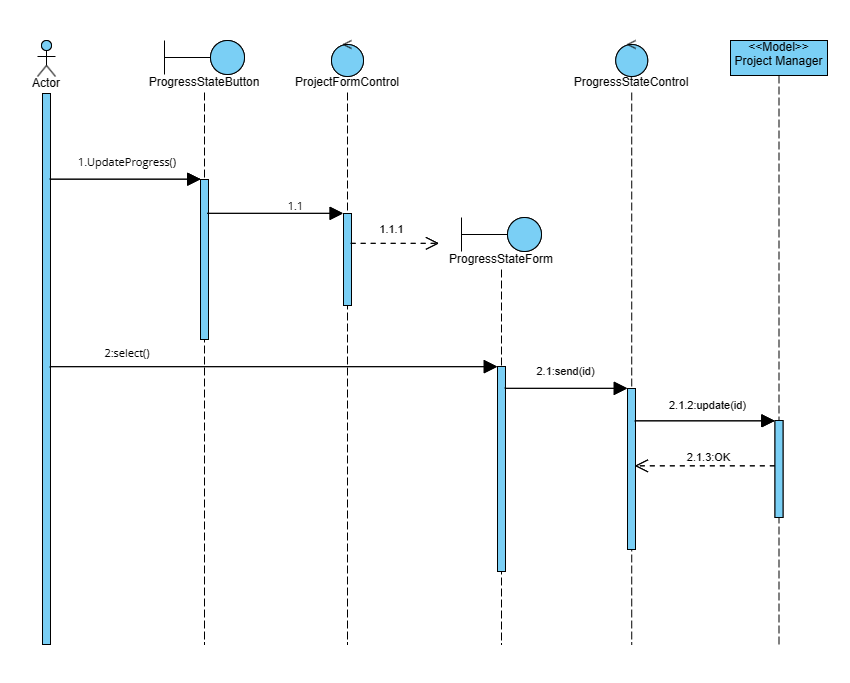 <<Model>>
Project Manager
Actor
ProgressStateButton
ProjectFormControl
ProgressStateControl
1.UpdateProgress()
1.1
1.1.1
ProgressStateForm
2:select()
2.1:send(id)
2.1.2:update(id)
2.1.3:OK